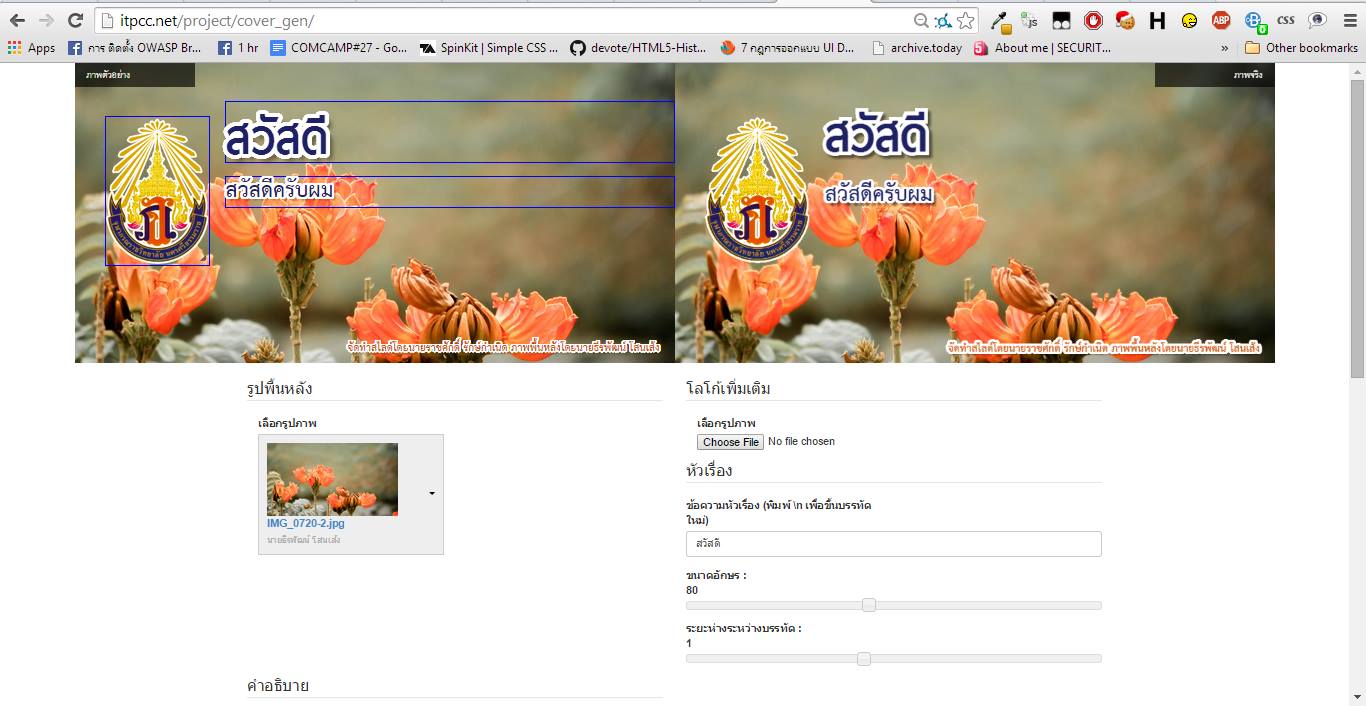 itpcc.net/project/cover_gen/
js
ABP
0
css
Apps
การ ติดตั้ง OWASP Br...
1 hr
COMCAMP#27 - Go...
SpinKit | Simple CSS ...
devote/HTML5-Hist...
7 กฎการออกแบบ UI D...
archive.today
About me | SECURIT...
»
Other bookmarks
ภาพตัวอย่าง
ภาพจริง
สวัสดี
สวัสดีครับผม
จัดทำสไลด์โดยนายราชศักดิ์ รักษ์กำเนิด ภาพพื้นหลังโดยนายธีรพัฒน์ โสนเส้ง
สวัสดี
สวัสดีครับผม
จัดทำสไลด์โดยนายราชศักดิ์ รักษ์กำเนิด ภาพพื้นหลังโดยนายธีรพัฒน์ โสนเส้ง
รูปพื้นหลัง
เลือกรูปภาพ
IMG_0720-2.jpg
นายธีรพัฒน์ โสนเส้ง
คำอธิบาย
โลโก้เพิ่มเติม
เลือกรูปภาพ
Choose File No file chosen
หัวเรื่อง
ข้อความหัวเรื่อง (พิมพ์ \n เพื่อขึ้นบรรทัด
ใหม่)
สวัสดี
ขนาดอักษร :
80
ระยะห่างระหว่างบรรทัด :
1